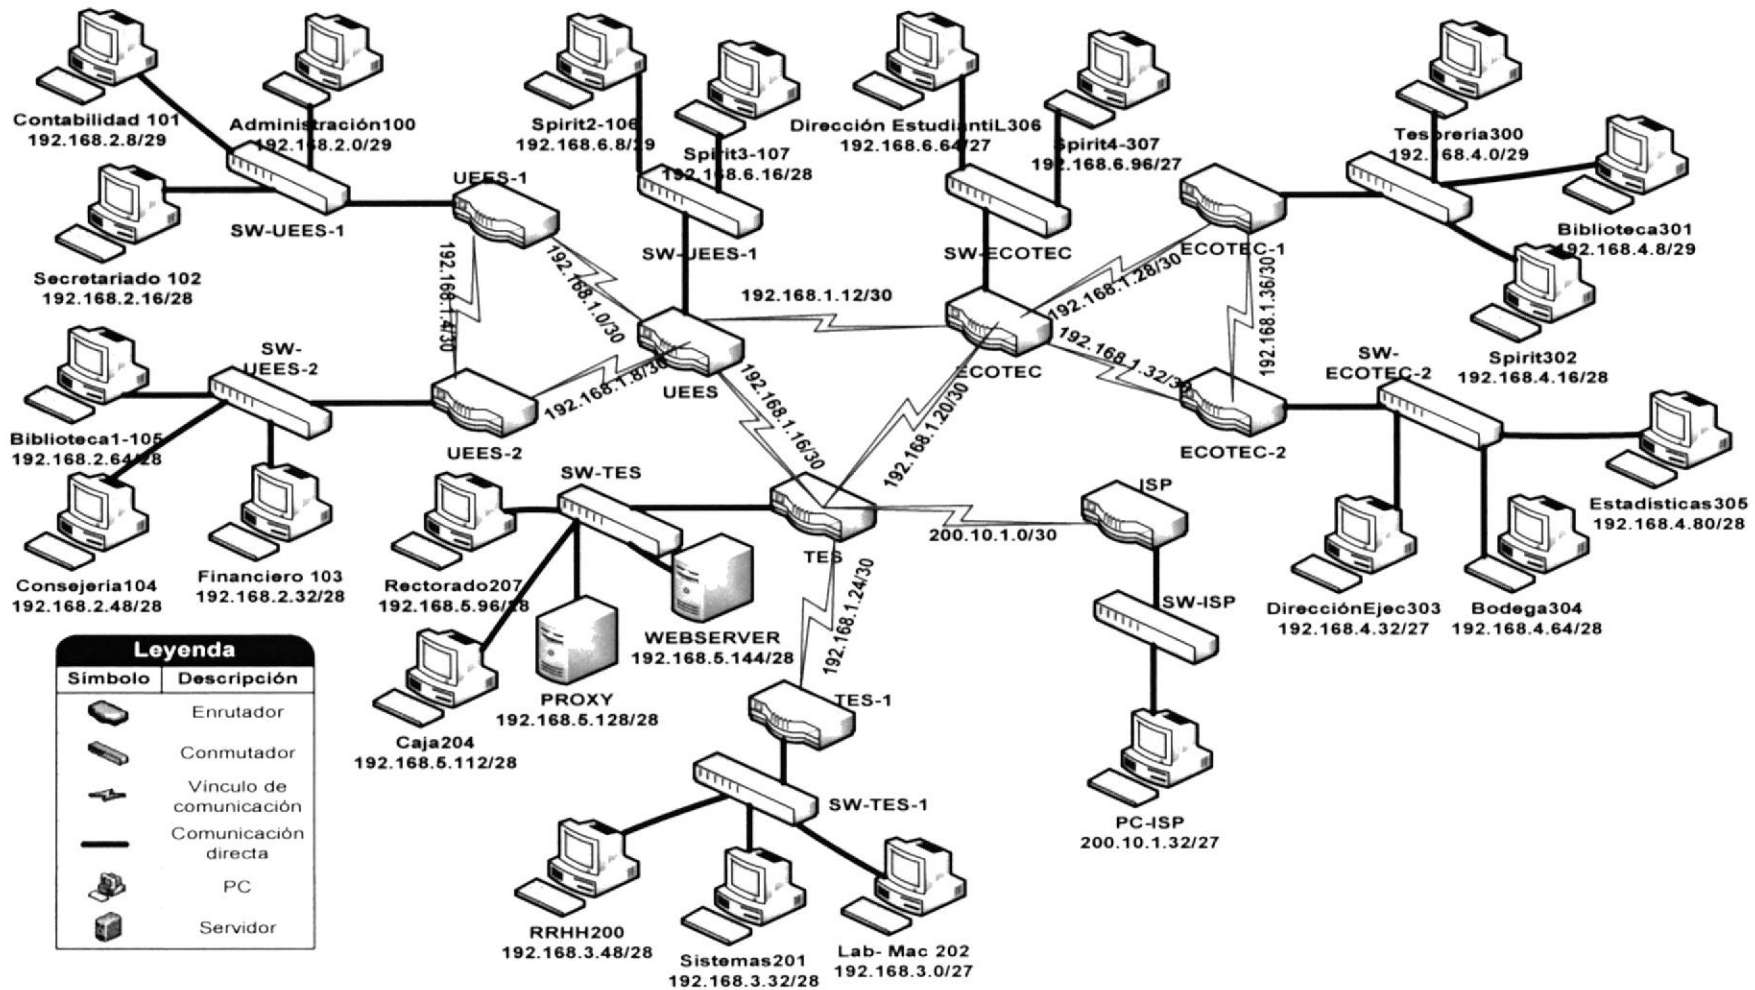 Contabilidad 101
192.168.2.8/29
Administración100
192.168.2.0/29
Spirit2-106
192.168.6.8/29
Spirit3-107
192.168.6.16/28
Dirección EstudiantiL306
192.168.6.64/27
Spirit4-307
192.168.6.96/27
Tesorería300
192.168.4.0/29
Biblioteca301
192.168.4.8/29
Secretariado 102
192.168.2.16/28
SW-UEES-1
UEES-1
SW-UEES-1
SW-ECOTEC
ECOTEC-1
Spirit302
192.168.4.16/28
192.168.1.4/30
192.168.1.0/30
192.168.1.8/30
192.168.1.12/30
192.168.1.28/30
192.168.1.36/30
192.168.1.32/30
192.168.1.16/30
192.168.1.20/30
SW-
UEES-2
UEES
ECOTEC
SW-
ECOTEC-2
Biblioteca1-105
192.168.2.64/28
UEES-2
ECOTEC-2
Consejeria104
192.168.2.48/28
Financiero 103
192.168.2.32/28
SW-TES
TES
ISP
200.10.1.0/30
Estadisticas305
192.168.4.80/28
Rectorado207
192.168.5.96/28
WEBSERVER
192.168.5.144/28
192.168.1.24/30
SW-ISP
DirecciónEjec303
192.168.4.32/27
Bodega304
192.168.4.64/28
PROXY
192.168.5.128/28
Caja204
192.168.5.112/28
TES-1
SW-TES-1
PC-ISP
200.10.1.32/27
RRHH200
192.168.3.48/28
Sistemas201
192.168.3.32/28
Lab- Mac 202
192.168.3.0/27
Leyenda
Símbolo Descripción
Enrutador
Conmutador
Vínculo de
comunicación
Comunicación
directa
PC
Servidor